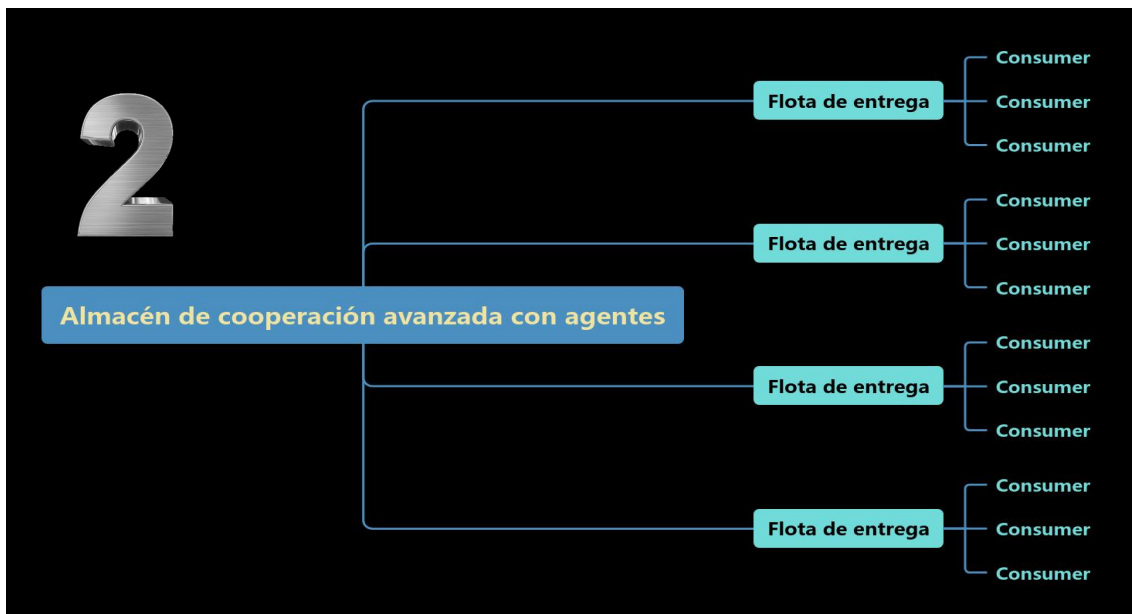 2
Almacén de cooperación avanzada con agentes
Flota de entrega
Consumer
Consumer
Consumer
Flota de entrega
Consumer
Consumer
Consumer
Flota de entrega
Consumer
Consumer
Consumer
Flota de entrega
Consumer
Consumer
Consumer